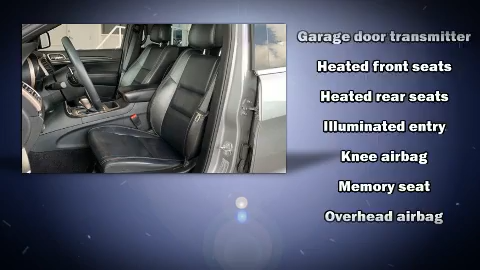 Garage door transmitter
Heated front seats
Heated rear seats
Illuminated entry
Knee airbag
Memory seat
Overhead airbag